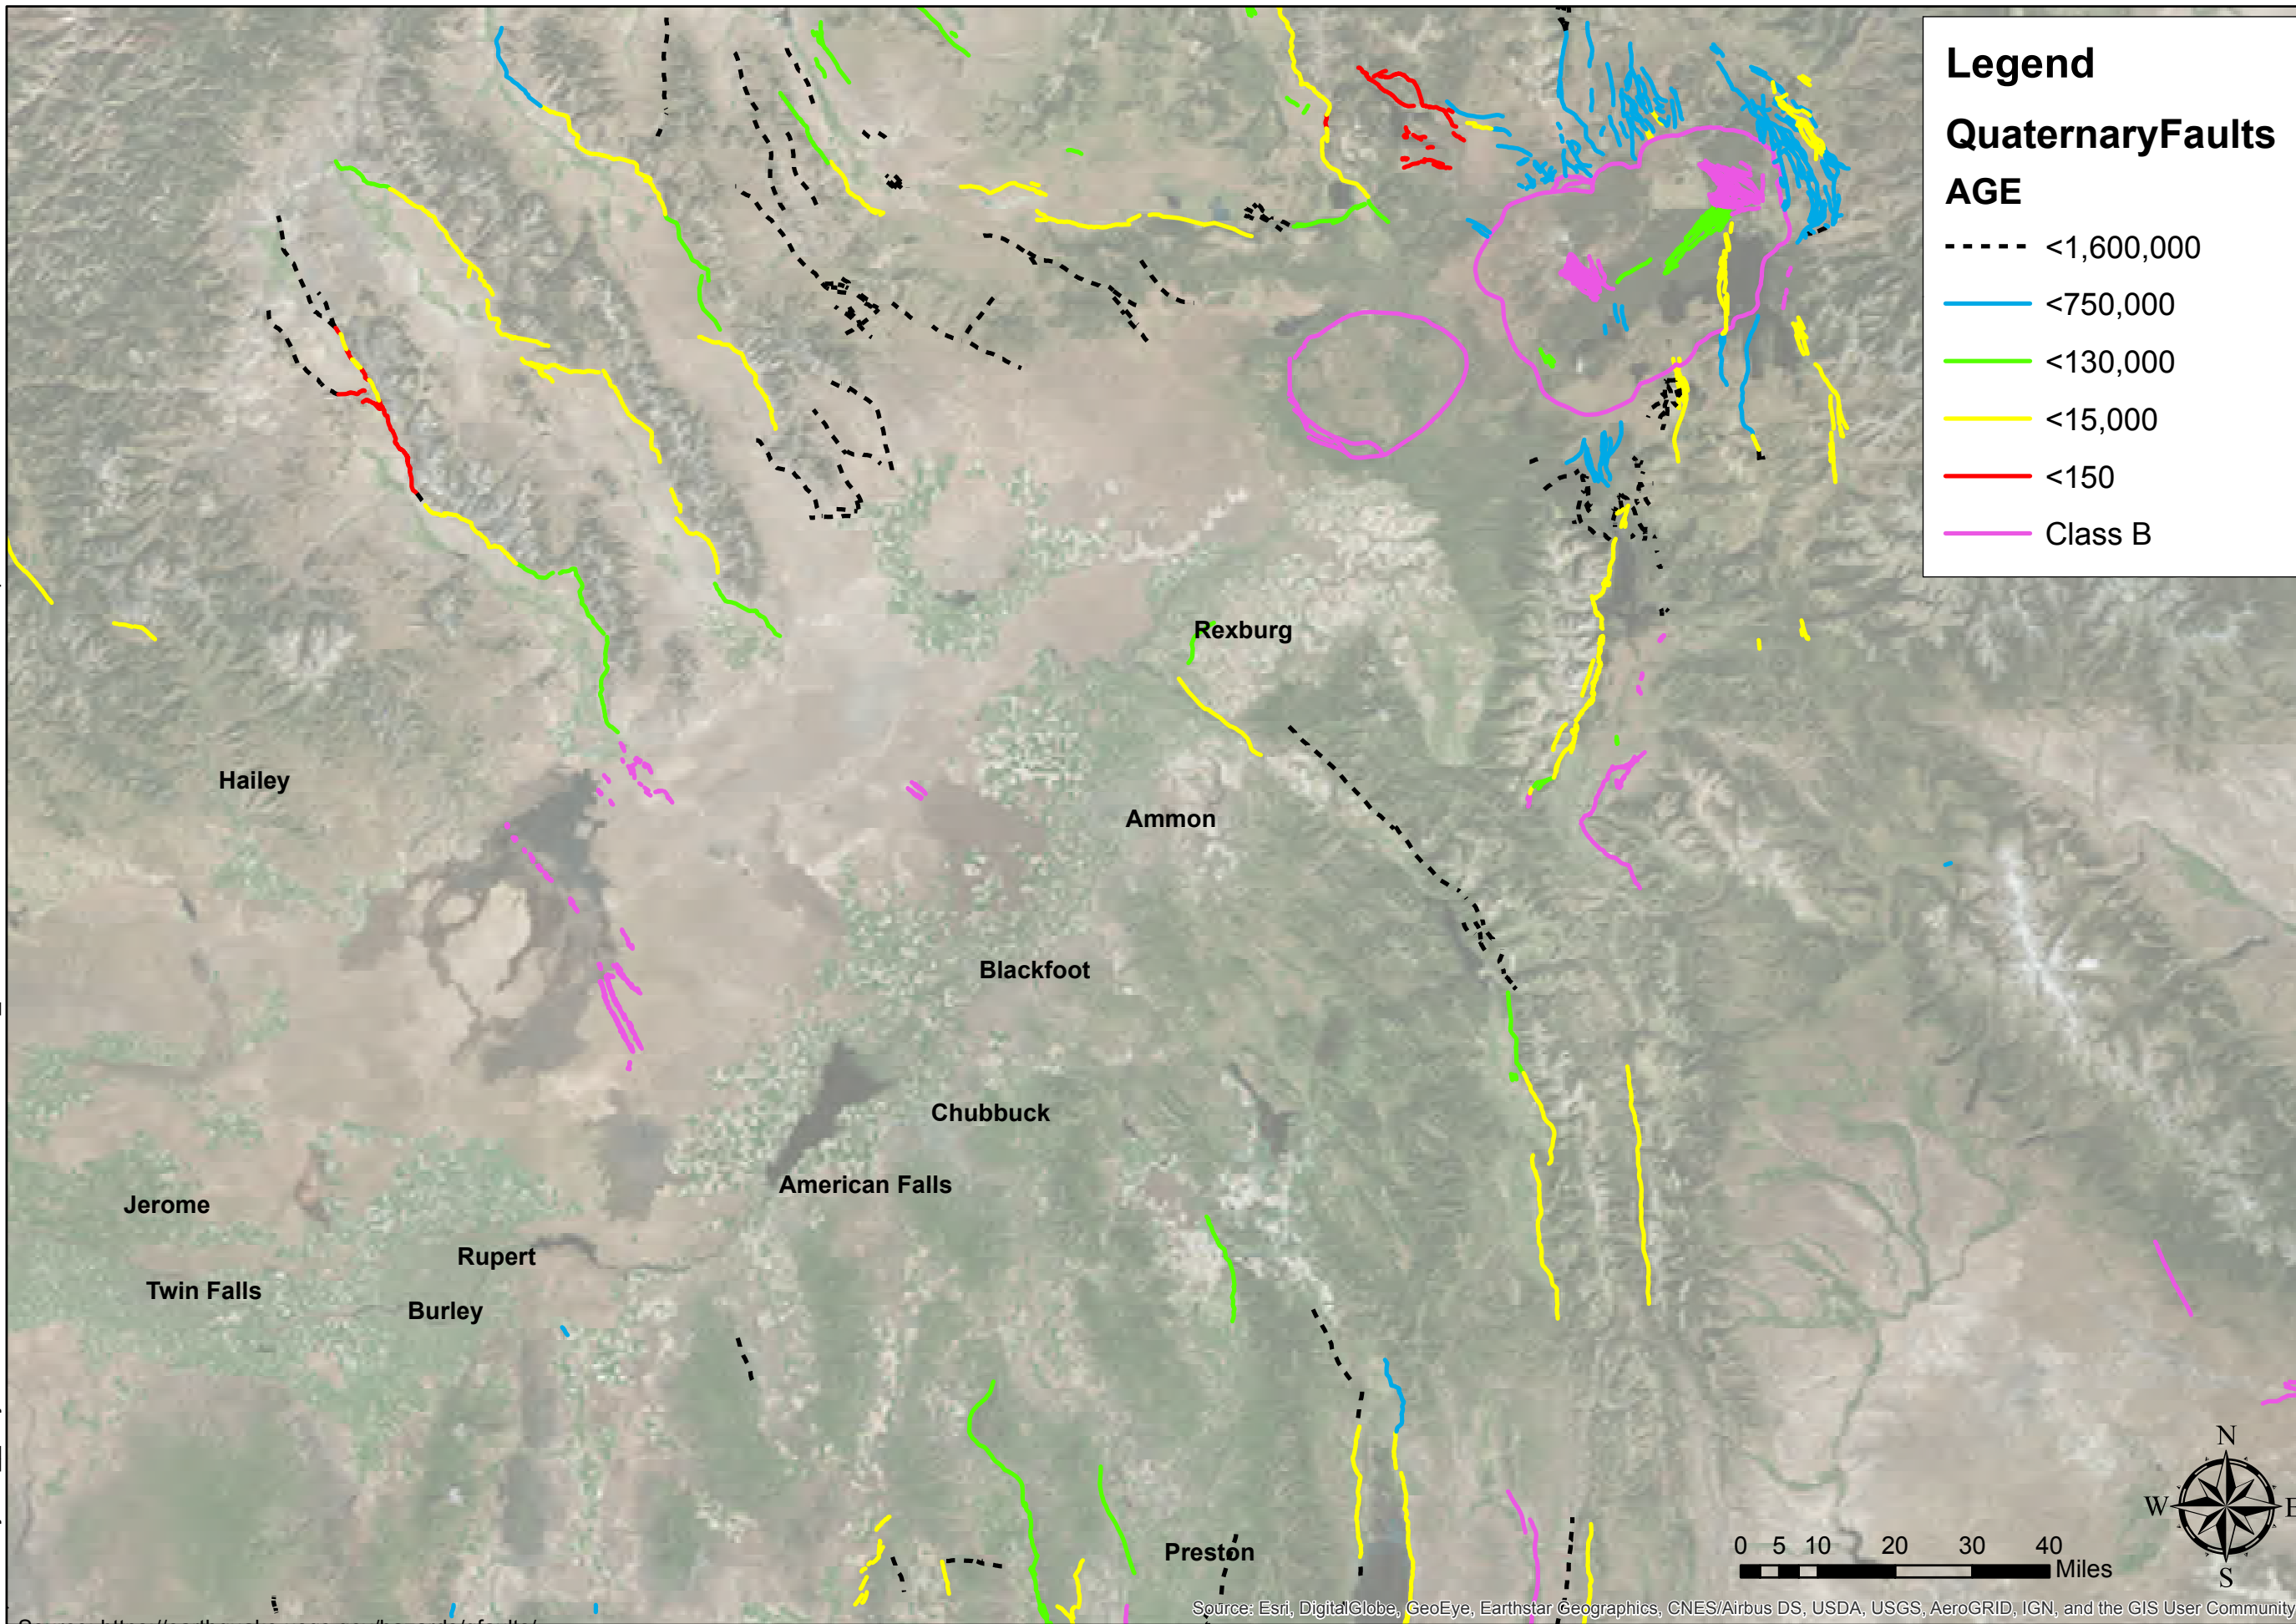 Legend
QuaternaryFaults
AGE
<1,600,000
<750,000
<130,000
<15,000
<150
Class B
Rexburg
Hailey
Ammon
Blackfoot
Chubbuck
American Falls
Jerome
Rupert
Twin Falls
Burley
Preston
N
W E
S
0 5 10 20 30 40
Miles
Source: Esri, DigitalGlobe, GeoEye, Earthstar Geographics, CNES/Airbus DS, USDA, USGS, AeroGRID, IGN, and the GIS User Community